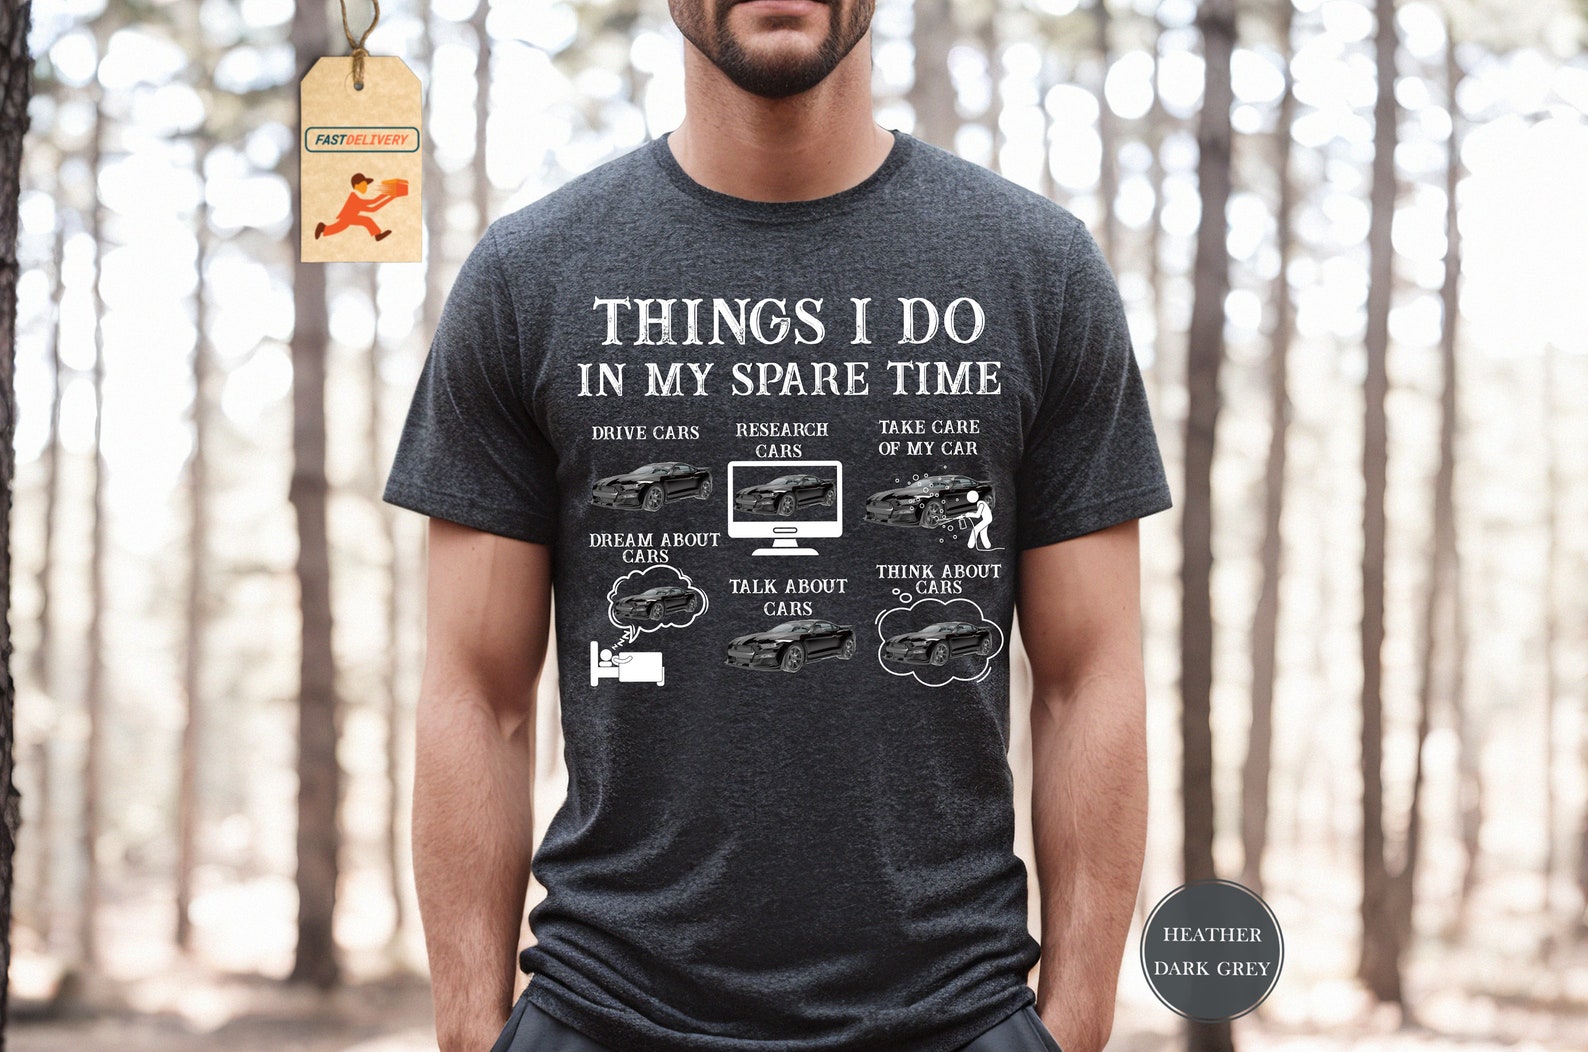 FASTDELIVERY
THINGS I DO
IN MY SPARE TIME
DRIVE CARS
RESEARCH
CARS
TAKE CARE
OF MY CAR
DREAM ABOUT
CARS
TALK ABOUT
CARS
THINK ABOUT
CARS
HEATHER
DARK GREY